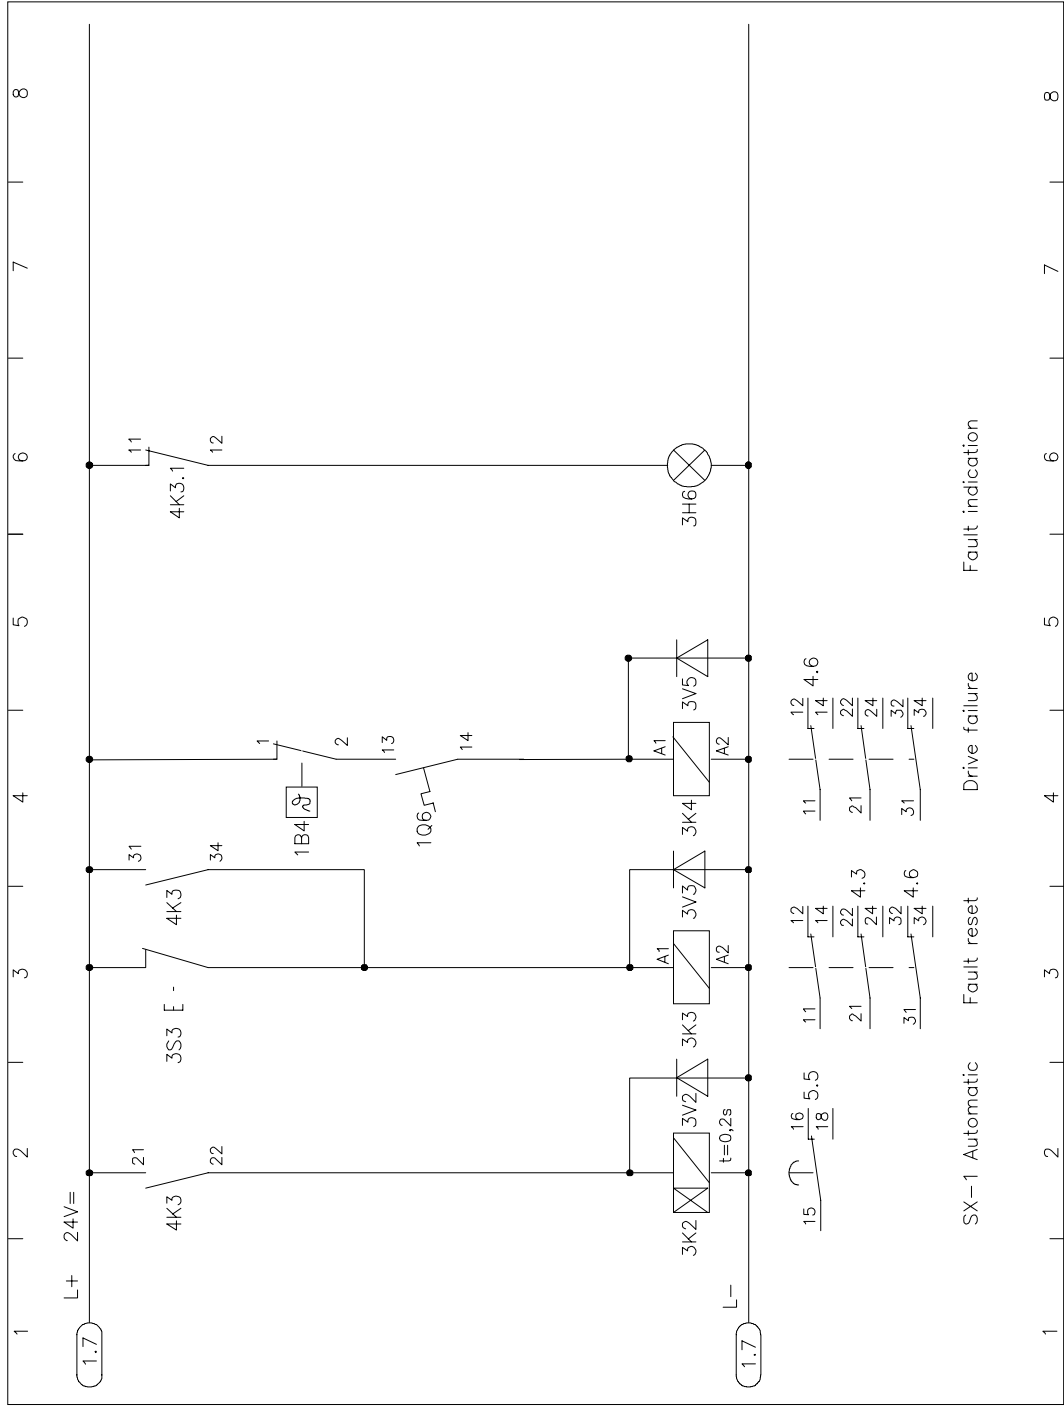 1 2 3 4 5 6 7 8
L+ 24V=
1.7
4K3 21 22
3S3 E -
4K3 31 34
1B4 1 2
1Q6 13 14
4K3.1 11 12
3K2 t=0,2s
3V2
3K3 A1 A2
3V3
3K4 A1 A2
3V5
3H6
L-
1.7
15 16 5.5
18
11 12
14
21 22 4.3
24
31 32
34 4.6
11 12 4.6
14
21 22
24
31 32
34
SX-1 Automatic Fault reset Drive failure Fault indication
1 2 3 4 5 6 7 8